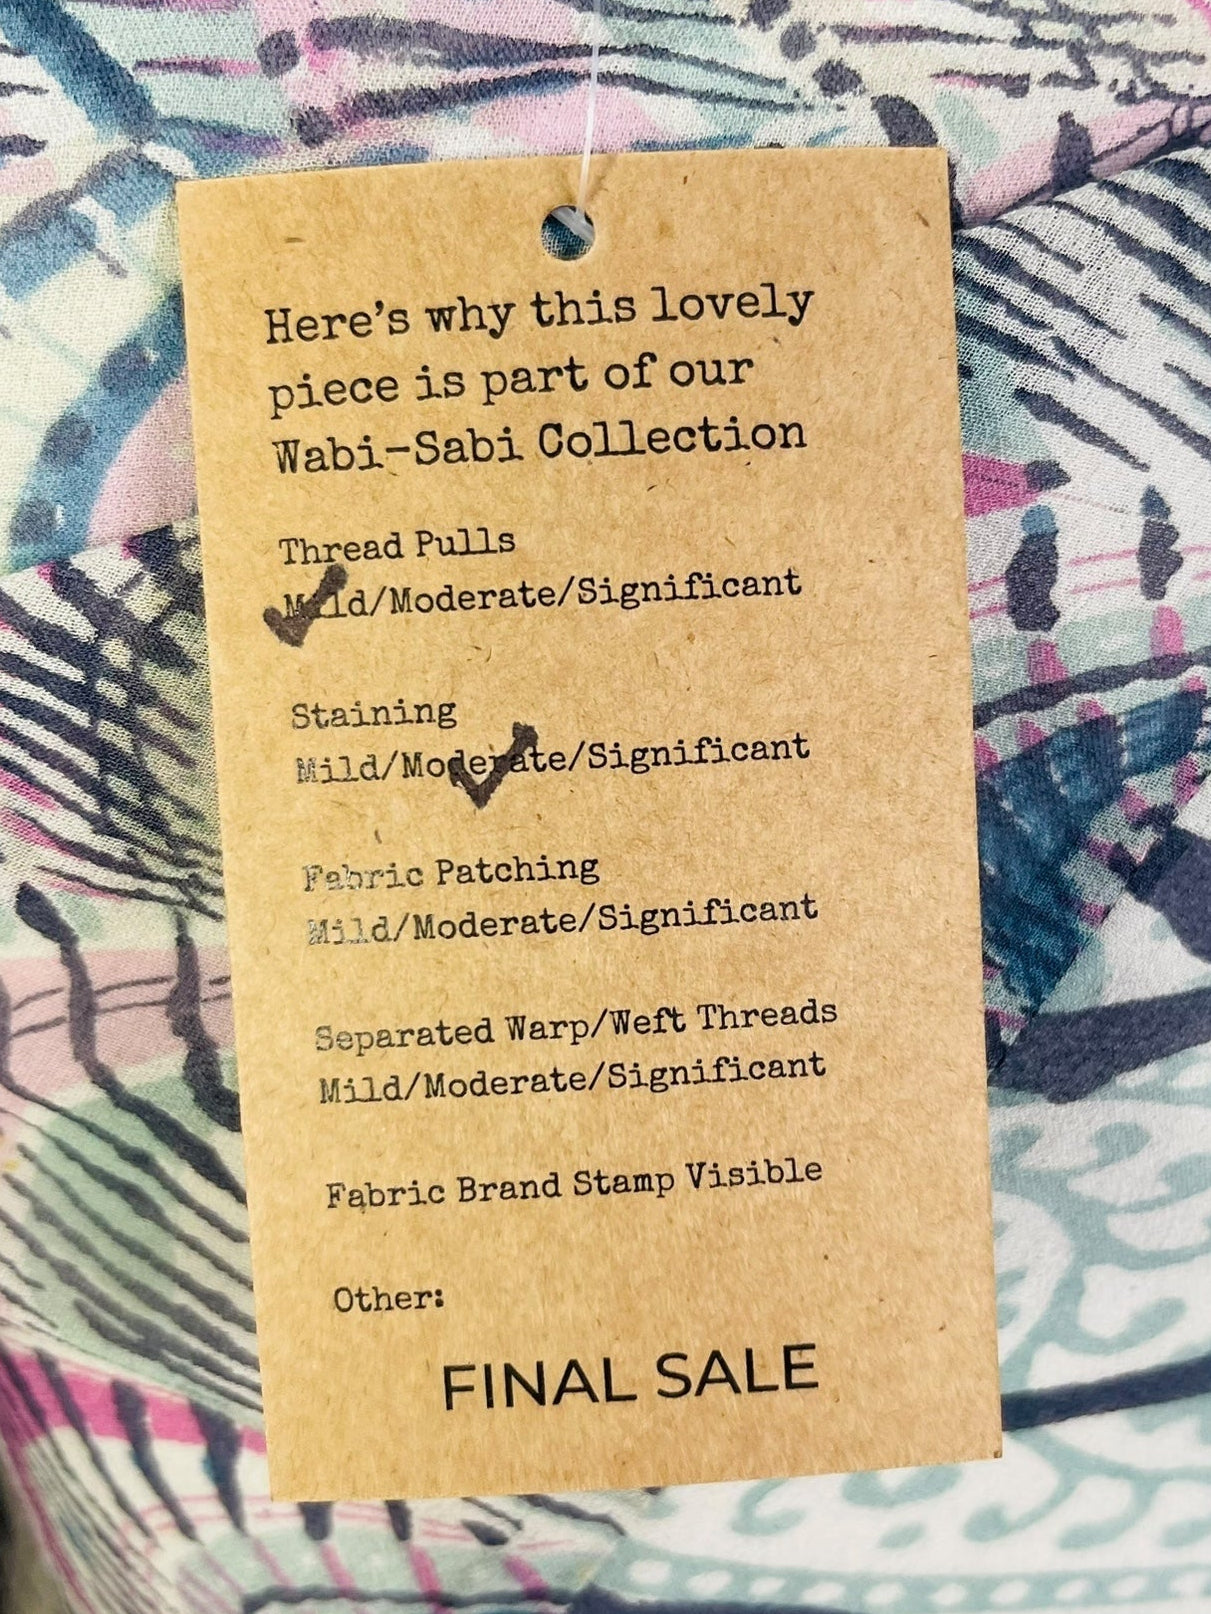 Here's why this lovely
piece is part of our
Wabi-Sabi Collection
Thread Pulls
Mild/Moderate/Significant
Staining
Mild/Moderate/Significant
Fabric Patching
Mild/Moderate/Significant
Separated Warp/Weft Threads
Mild/Moderate/Significant
Fabric Brand Stamp Visible
Other:
FINAL SALE